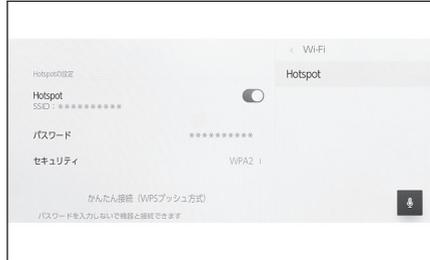 Wi-Fi
Hotspotの設定
Hotspot
Hotspot
SSID：**********
パスワード
**********
セキュリティ
WPA2
かんたん接続（WPSプッシュ方式）
パスワードを入力しないで機器と接続できます